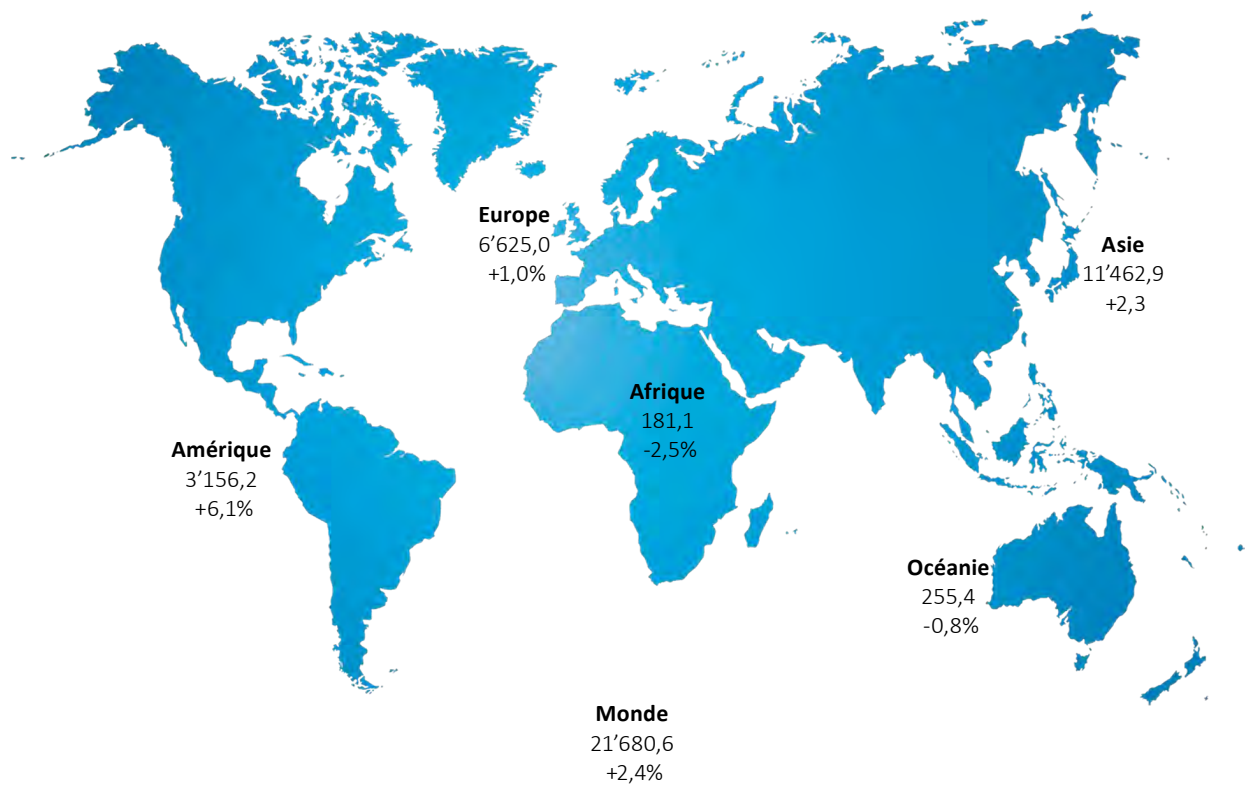 Europe
6’625,0
+1,0%
Asie
11’462,9
+2,3
Afrique
181,1
-2,5%
Amérique
3’156,2
+6,1%
Océanie
255,4
-0,8%
Monde
21’680,6
+2,4%